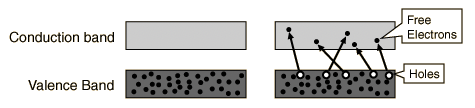 Free
Electrons
Conduction band
Holes
Valence Band